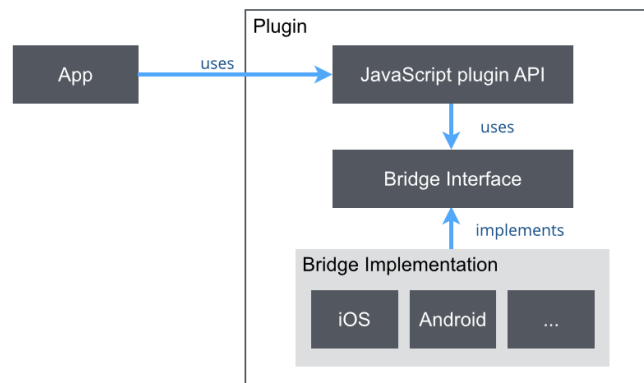 Plugin
App
uses
JavaScript plugin API
uses
Bridge Interface
implements
Bridge Implementation
iOS
Android
...